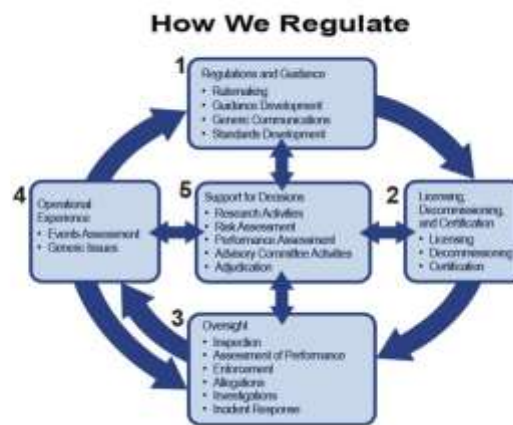 How We Regulate
1
Regulations and Guidance
• Rulemaking
• Guidance Development
• Generic Communications
• Standards Development
4
Operational
Experience
• Events Assessment
• Generic Issues
5
Support for Decisions
• Research Activities
• Risk Assessment
• Performance Assessment
• Advisory Committee Activities
• Adjudication
2
Licensing,
Decommissioning,
and Certification
• Licensing
• Decommissioning
• Certification
3
Oversight
• Inspection
• Assessment of Performance
• Enforcement
• Allegations
• Investigations
• Incident Response